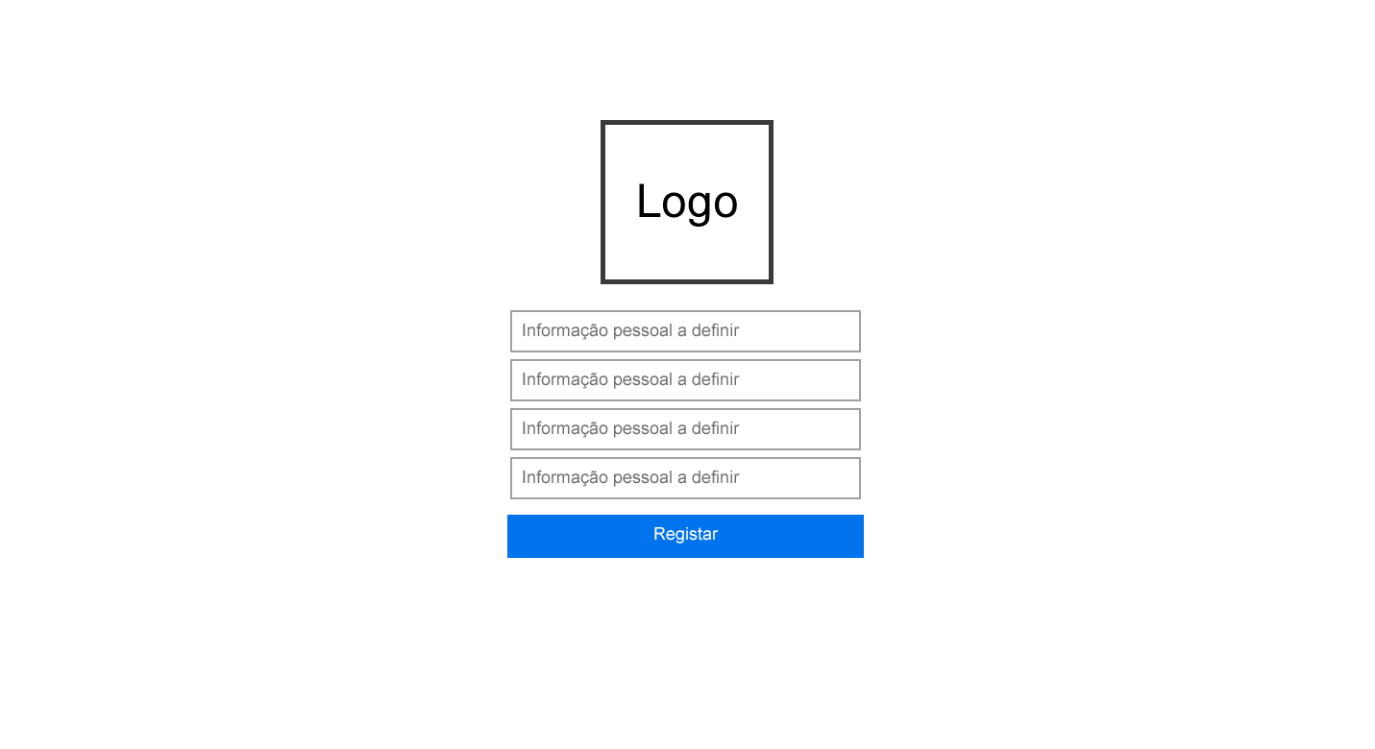 Logo
Informação pessoal a definir
Informação pessoal a definir
Informação pessoal a definir
Informação pessoal a definir
Registar